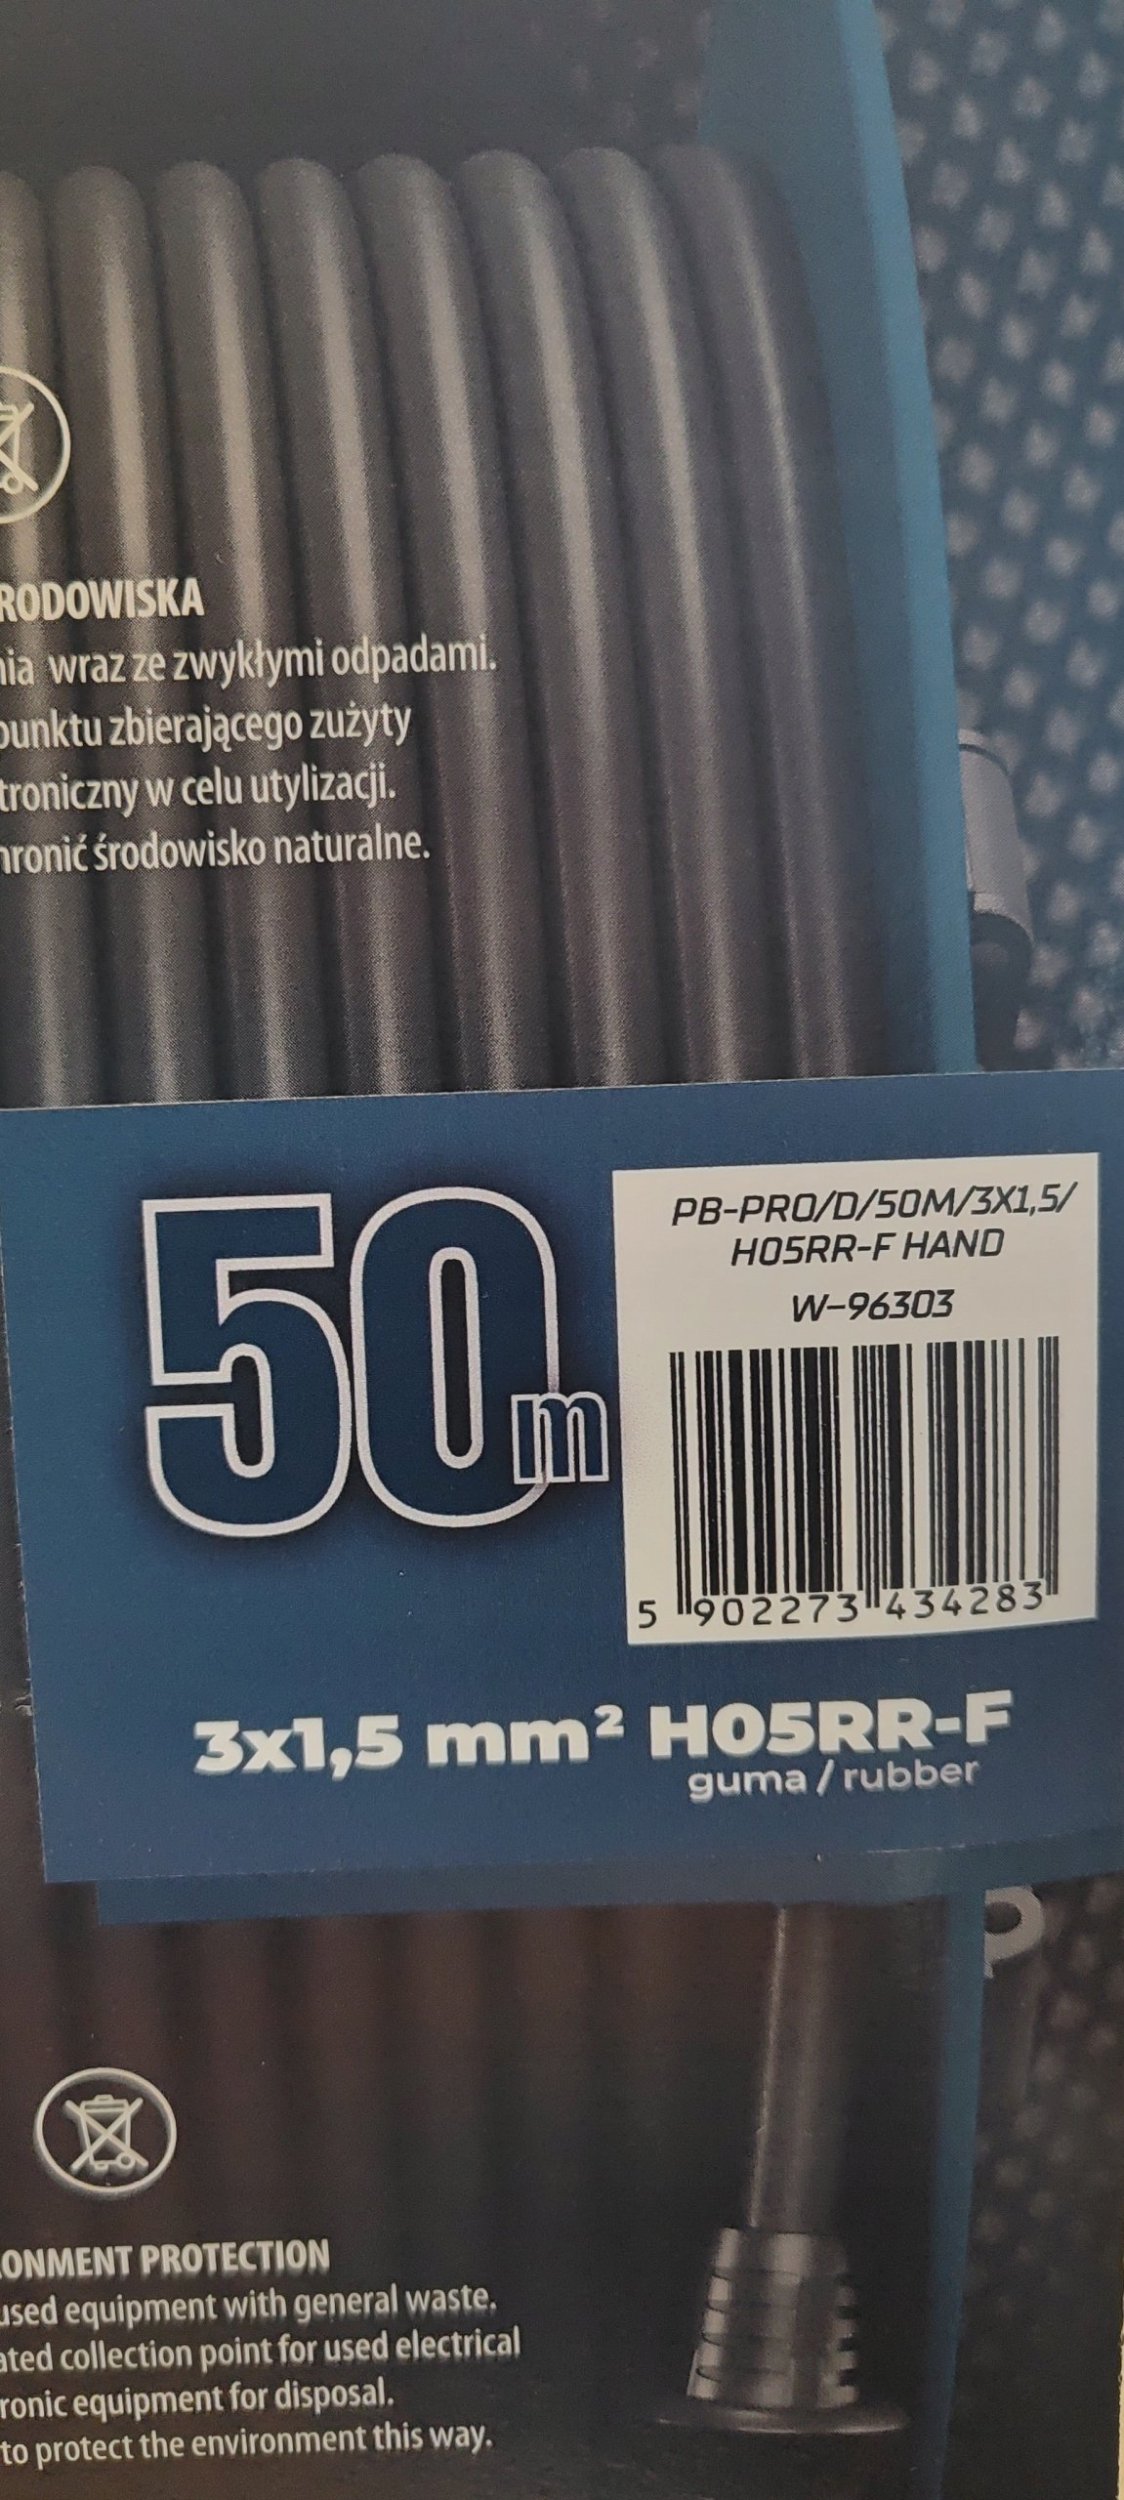 RODOWISKA
nia wraz ze zwykłymi odpadami.
punktu zbierającego zużyty
troniczny w celu utylizacji.
hronić środowisko naturalne.
50m
PB-PRO/D/50M/3X1,5/
H05RR-F HAND
W-96303
5 902273 434283
3x1,5 mm² H05RR-F
guma / rubber
ONMENT PROTECTION
used equipment with general waste.
ated collection point for used electrical
ronic equipment for disposal.
to protect the environment this way.